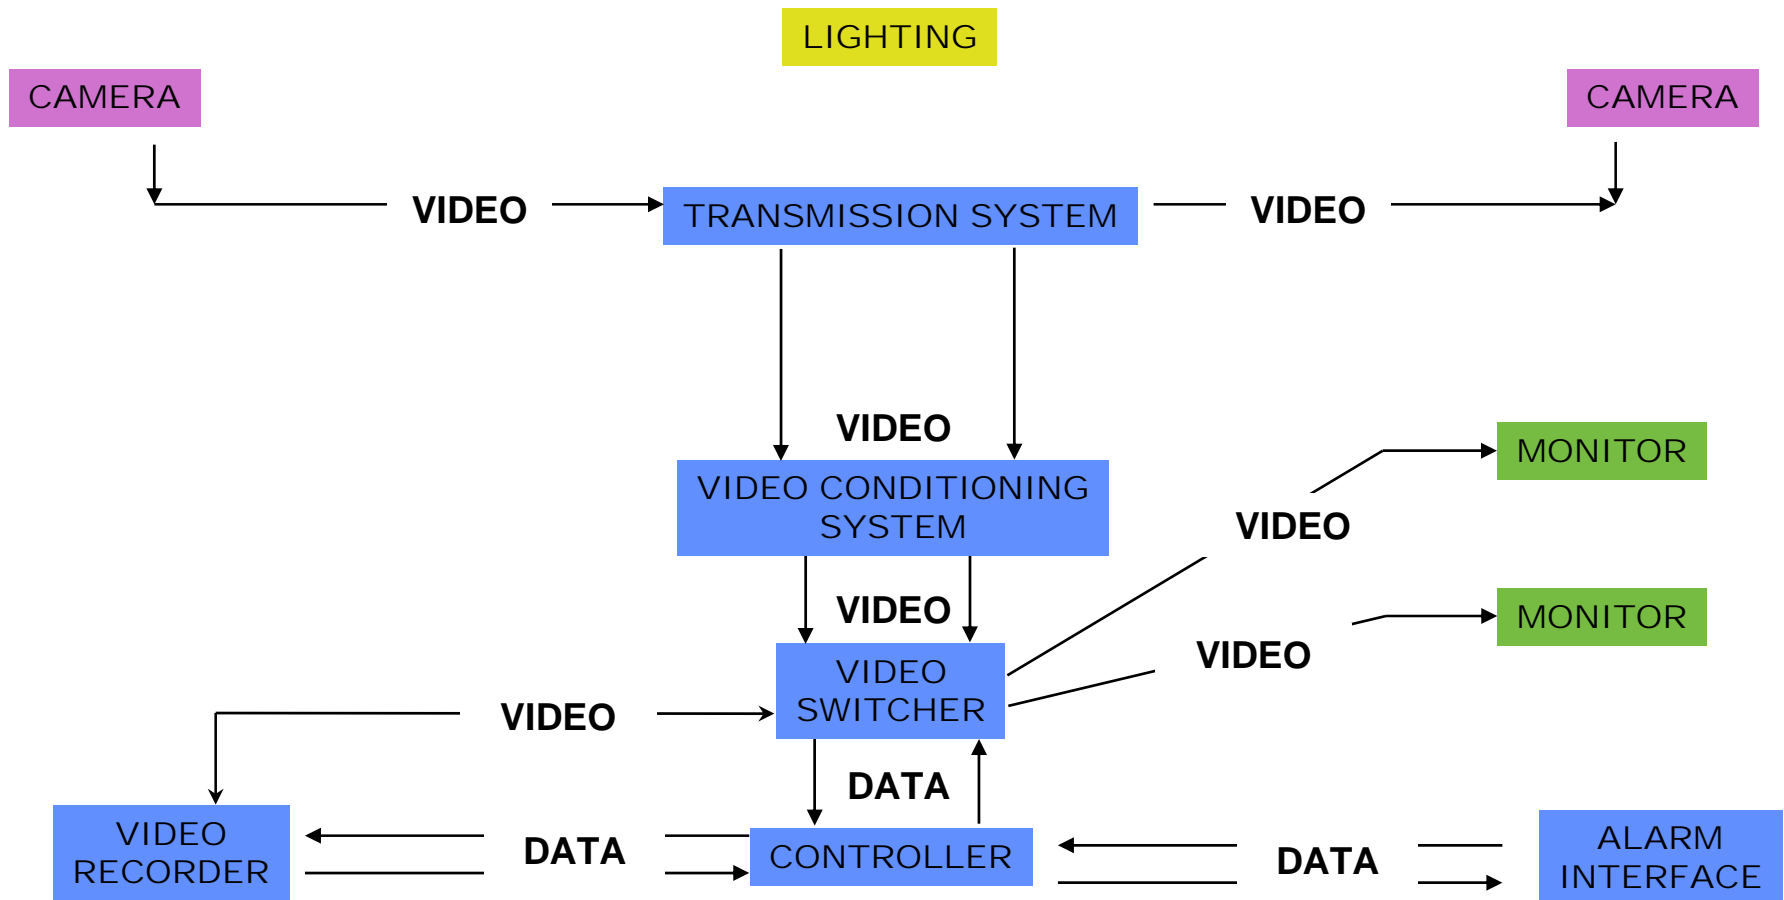 LIGHTING
CAMERA
CAMERA
VIDEO
TRANSMISSION SYSTEM
VIDEO
VIDEO
MONITOR
VIDEO CONDITIONING
SYSTEM
VIDEO
VIDEO
MONITOR
VIDEO
VIDEO
SWITCHER
VIDEO
DATA
VIDEO
RECORDER
DATA
CONTROLLER
DATA
ALARM
INTERFACE